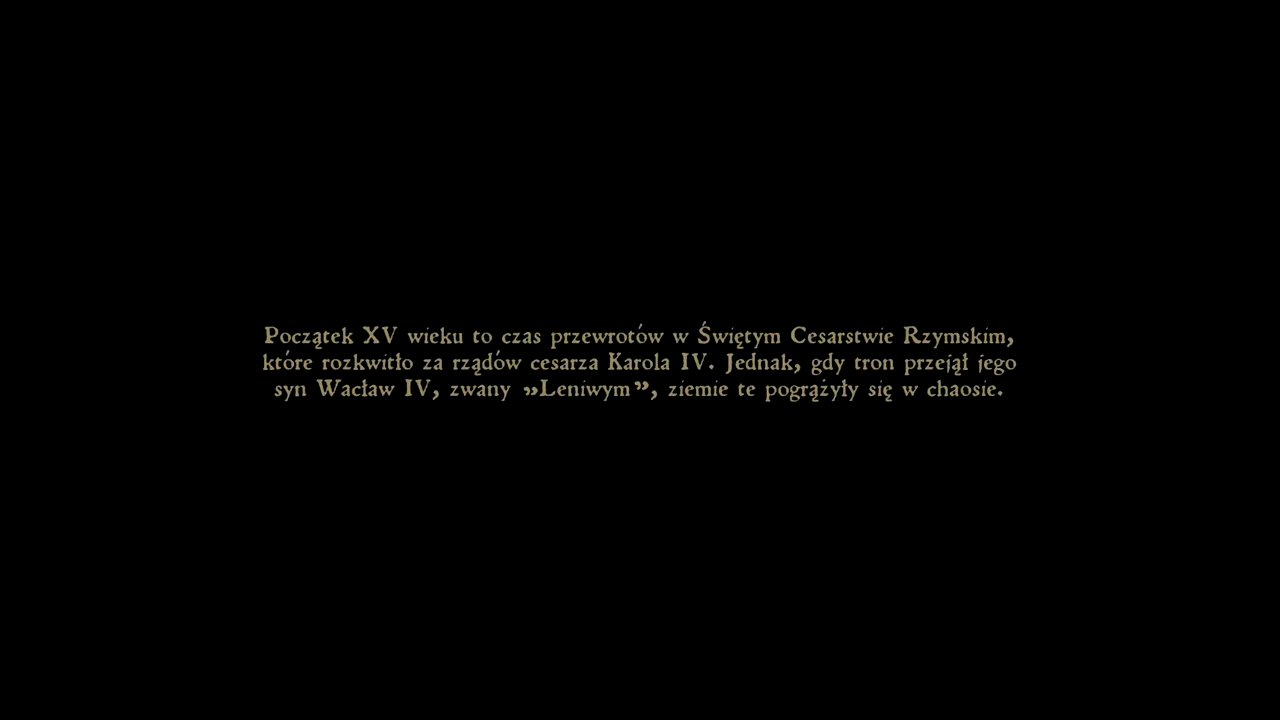 Początek XV wieku to czas przewrotów w Świętym Cesarstwie Rzymskim,
które rozkwitło za rządów cesarza Karola IV. Jednak, gdy tron przejął jego
syn Wacław IV, zwany „Leniwym”, ziemie te pogrążyły się w chaosie.